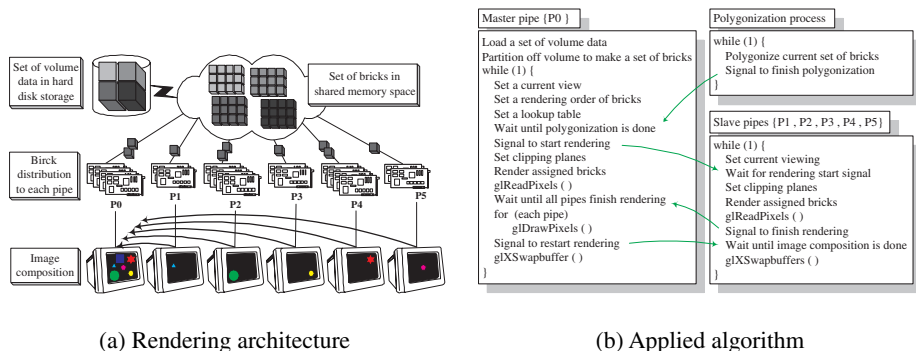 Set of volume
data in hard
disk storage
Set of bricks in
shared memory space
Birck
distribution
to each pipe
P0
P1
P2
P3
P4
P5
Image
composition
(a) Rendering architecture
Master pipe {P0 }
Load a set of volume data
Partition off volume to make a set of bricks
while (1) {
Set a current view
Set a rendering order of bricks
Set a lookup table
Wait until polygonization is done
Signal to start rendering
Set clipping planes
Render assigned bricks
glReadPixels ( )
Wait until all pipes finish rendering
for (each pipe)
glDrawPixels ( )
Signal to restart rendering
glXSwapbuffer ( )
}
Polygonization process
while (1) {
Polygonize current set of bricks
Signal to finish polygonization
}
Slave pipes {P1 , P2 , P3 , P4 , P5}
while (1) {
Set current viewing
Wait for rendering start signal
Set clipping planes
Render assigned bricks
glReadPixels ( )
Signal to finish rendering
Wait until image composition is done
glXSwapbuffers ( )
}
(b) Applied algorithm